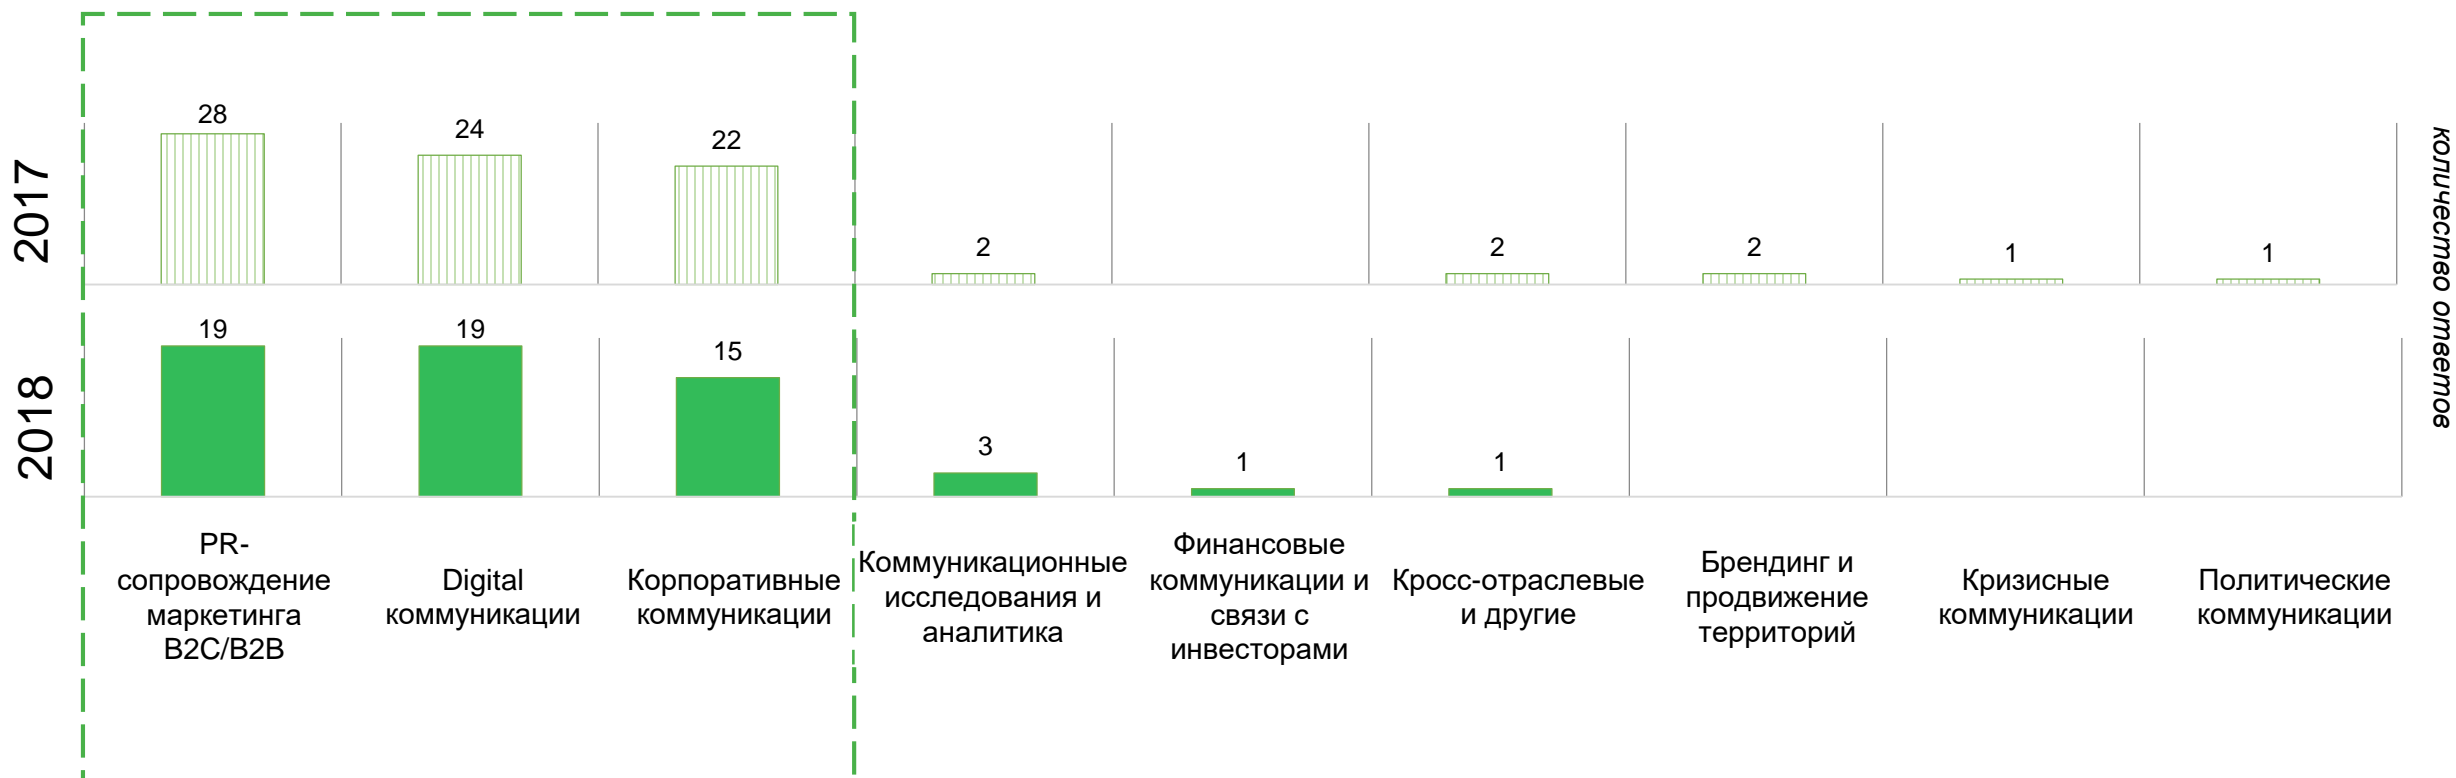 2017
28
24
22
2
2
2
1
1
количество ответов
2018
19
19
15
3
1
1
PR-
сопровождение
маркетинга
B2C/B2B
Digital
коммуникации
Корпоративные
коммуникации
Коммуникационные
исследования и
аналитика
Финансовые
коммуникации и
связи с
инвесторами
Кросс-отраслевые
и другие
Брендинг и
продвижение
территорий
Кризисные
коммуникации
Политические
коммуникации